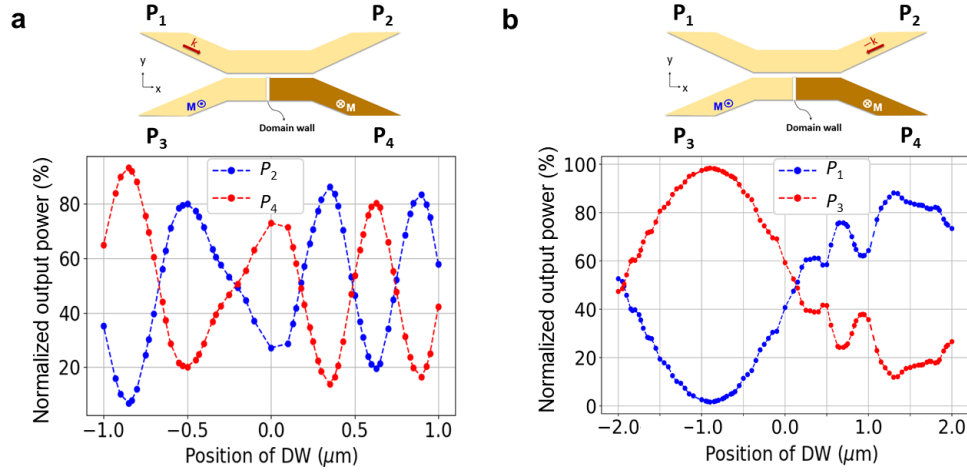 a
P1
P2
k
y
x
M
M
Domain wall
P3
P4
Normalized output power (%)
80
60
40
20
P2
P4
−1.0
−0.5
0.0
0.5
1.0
Position of DW (μm)
b
P1
P2
−k
y
x
M
M
Domain wall
P3
P4
Normalized output power (%)
100
80
60
40
20
0
P1
P3
−2.0
−1.0
0.0
1.0
2.0
Position of DW (μm)